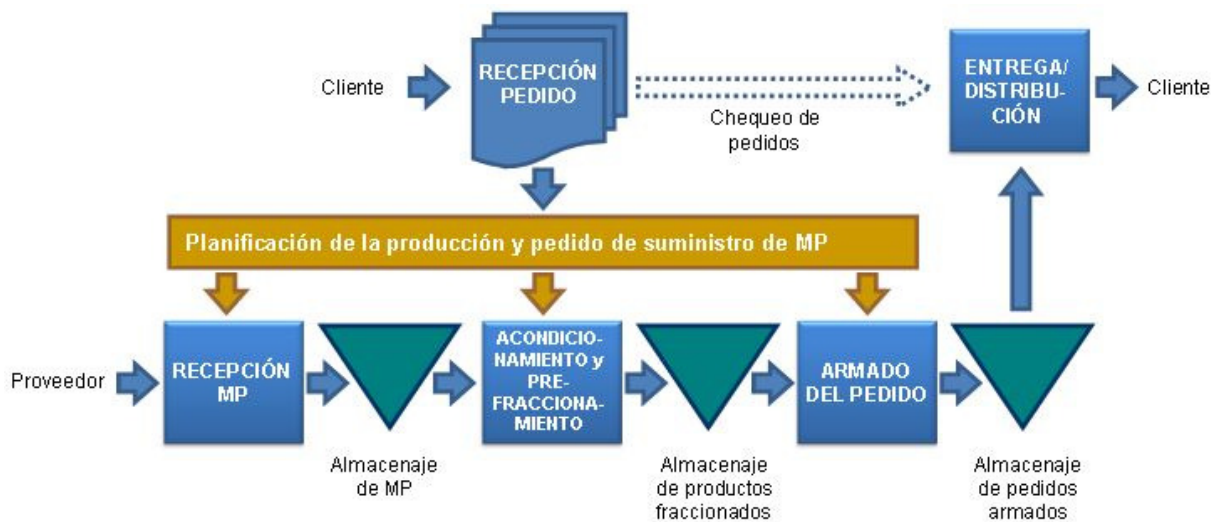 Cliente
RECEPCIÓN
PEDIDO
Chequeo de
pedidos
ENTREGA/
DISTRIBU-
CIÓN
Cliente
Planificación de la producción y pedido de suministro de MP
Proveedor
RECEPCIÓN
MP
Almacenaje
de MP
ACONDICIO-
NAMIENTO y
PRE-
FRACCIONA-
MIENTO
Almacenaje
de productos
fraccionados
ARMADO
DEL PEDIDO
Almacenaje
de pedidos
armados